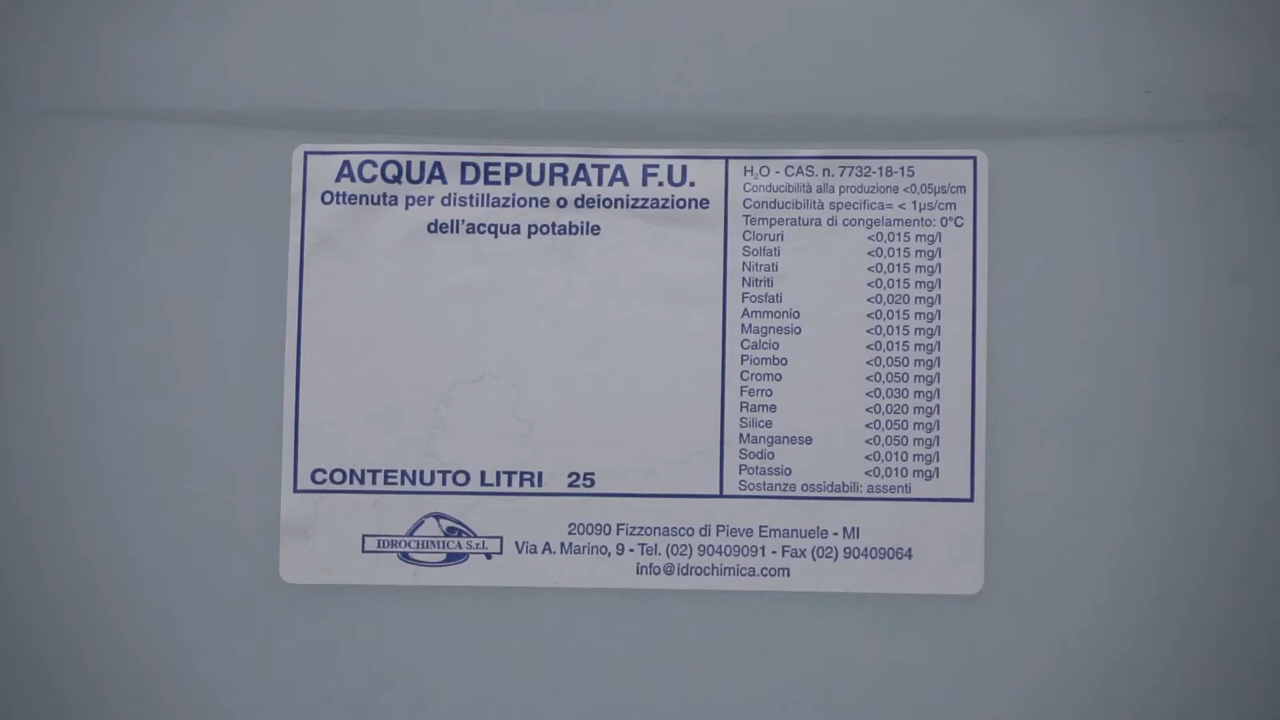 ACQUA DEPURATA F.U.
Ottenuta per distillazione o deionizzazione
dell'acqua potabile
CONTENUTO LITRI 25
H₂O - CAS. n. 7732-18-15
Conducibilità alla produzione <0,05µs/cm
Conducibilità specifica= < 1µs/cm
Temperatura di congelamento: 0°C
Cloruri <0,015 mg/l
Solfati <0,015 mg/l
Nitrati <0,015 mg/l
Nitriti <0,015 mg/l
Fosfati <0,020 mg/l
Ammonio <0,015 mg/l
Magnesio <0,015 mg/l
Calcio <0,015 mg/l
Piombo <0,050 mg/l
Cromo <0,050 mg/l
Ferro <0,030 mg/l
Rame <0,020 mg/l
Silice <0,050 mg/l
Manganese <0,050 mg/l
Sodio <0,010 mg/l
Potassio <0,010 mg/l
Sostanze ossidabili: assenti
IDROCHIMICA S.r.l.
20090 Fizzonasco di Pieve Emanuele - MI
Via A. Marino, 9 - Tel. (02) 90409091 - Fax (02) 90409064
info@idrochimica.com